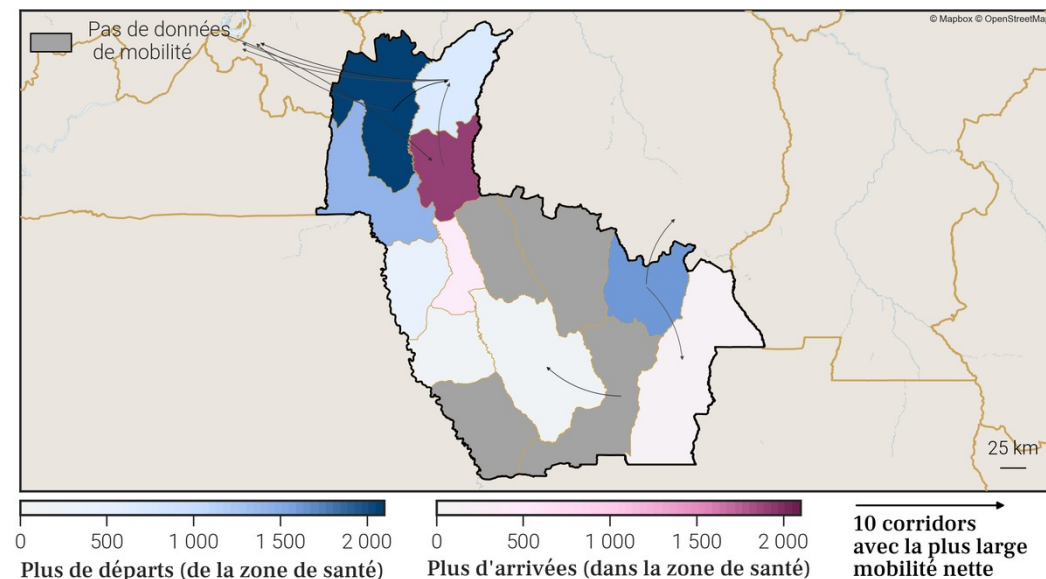 © Mapbox © OpenStreetMap
Pas de données
de mobilité
25 km
0 500 1 000 1 500 2 000
Plus de départs (de la zone de santé)
0 500 1 000 1 500 2 000
Plus d'arrivées (dans la zone de santé)
10 corridors
avec la plus large
mobilité nette